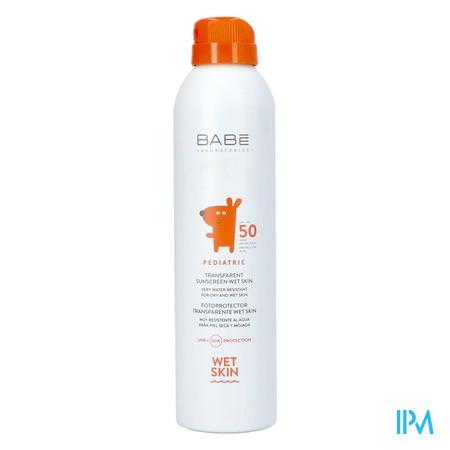 BABÉ
LABORATORIOS
50
PEDIATRIC
TRANSPARENT
SUNSCREEN WET SKIN
VERY WATER RESISTANT
FOR DRY AND WET SKIN
FOTOPROTECTOR
TRANSPARENTE WET SKIN
MUY RESISTENTE AL AGUA
PARA PIEL SECA Y MOJADA
UVB + UVA PROTECTION
WET
SKIN
IPM